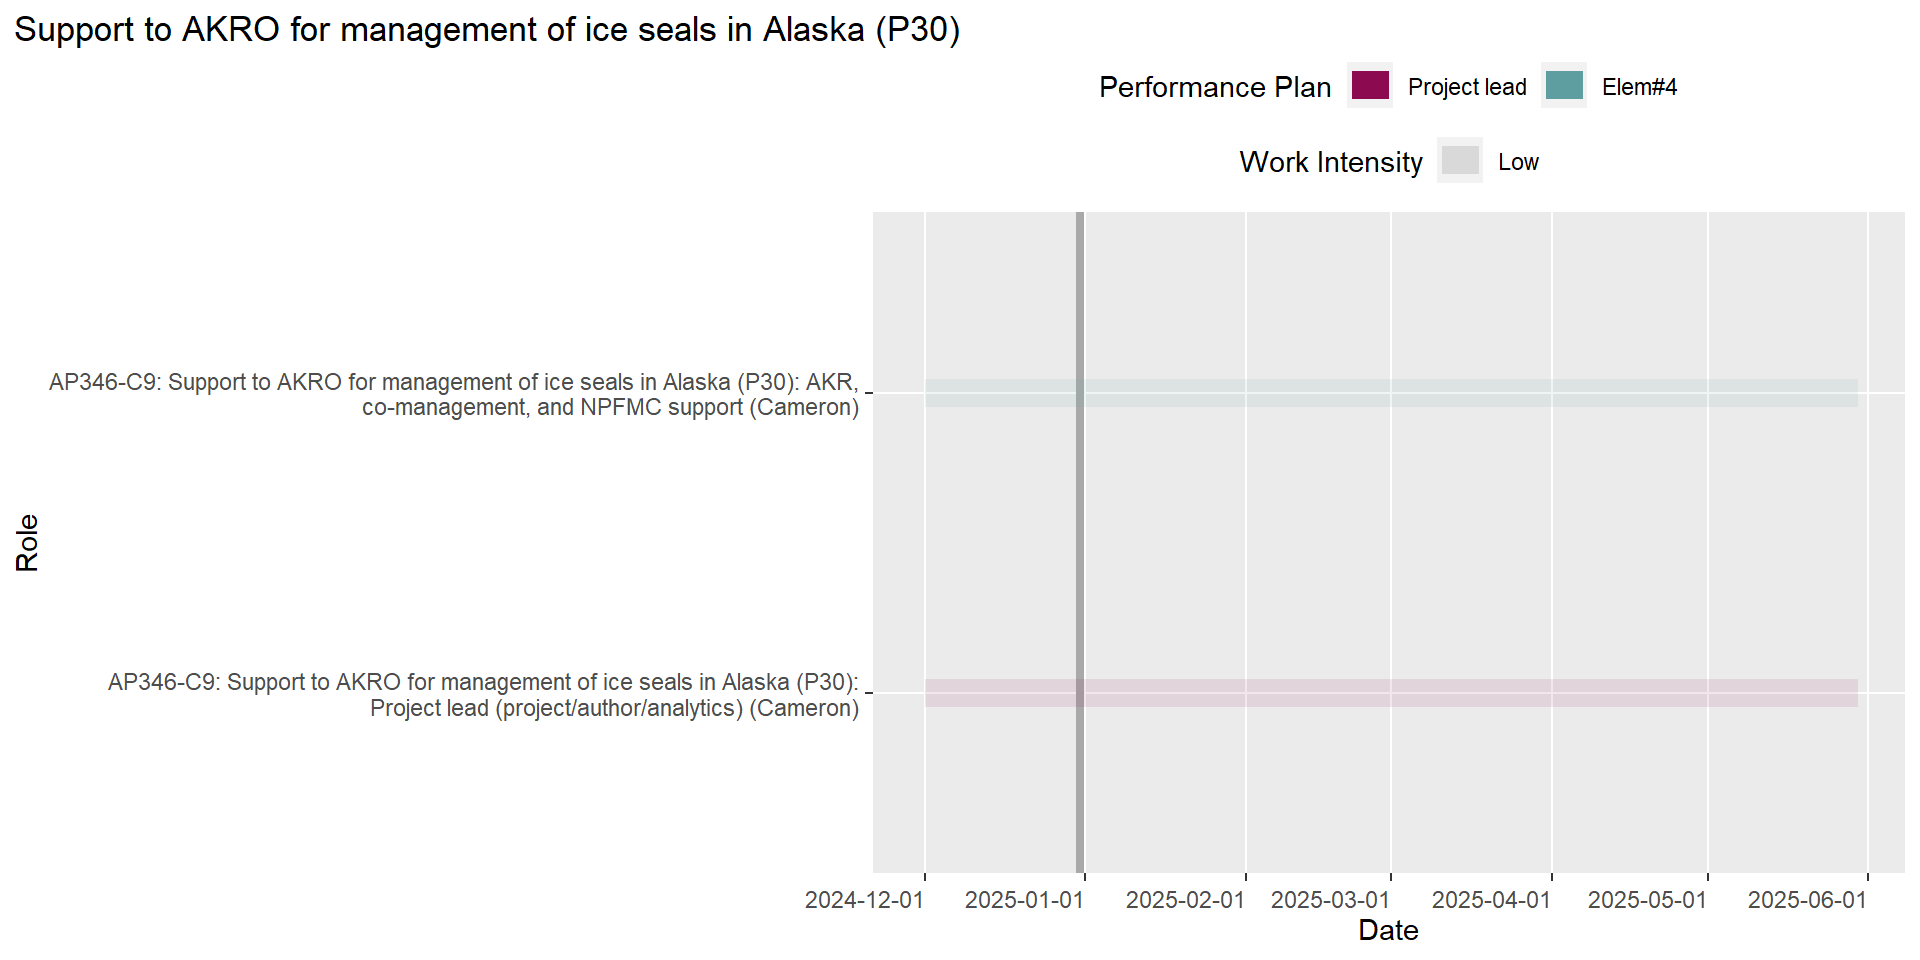 Support to AKRO for management of ice seals in Alaska (P30)
Performance Plan Project lead Elem#4
Work Intensity Low
AP346-C9: Support to AKRO for management of ice seals in Alaska (P30): AKR,
co-management, and NPFMC support (Cameron)
Role
AP346-C9: Support to AKRO for management of ice seals in Alaska (P30):
Project lead (project/author/analytics) (Cameron)
2024-12-01 2025-01-01 2025-02-01 2025-03-01 2025-04-01 2025-05-01 2025-06-01
Date